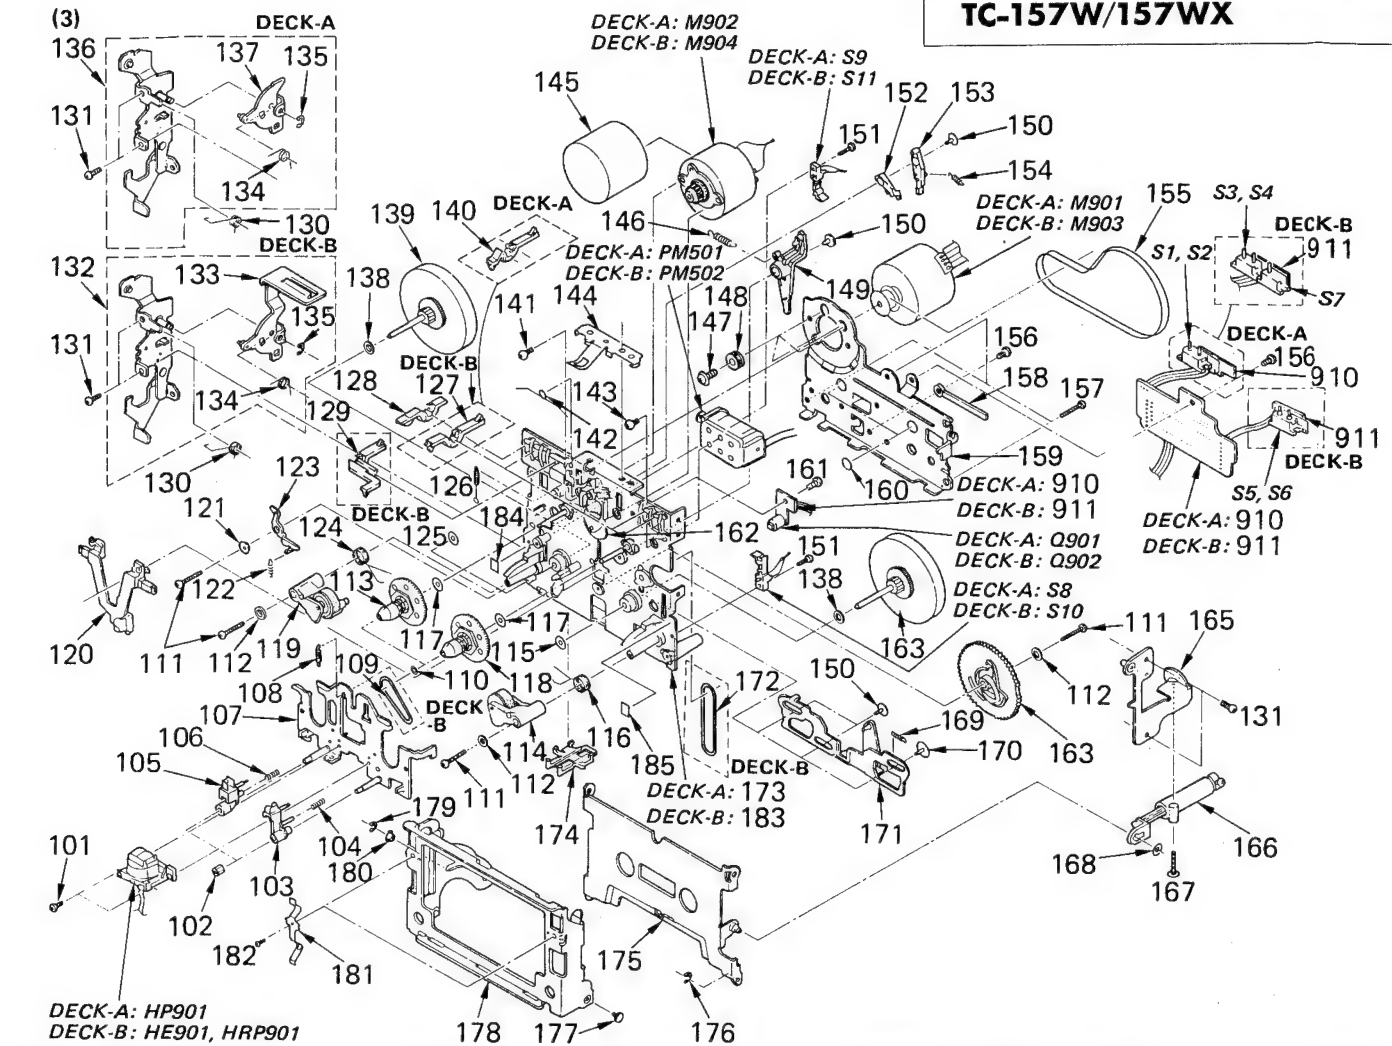 (3)
DECK-A
TC-157W/157WX
DECK-A: M902
DECK-B: M904
136
137
135
DECK-A: S9
DECK-B: S11
145
152
153
131
151
150
134
154
139
140
DECK-A
DECK-A: M901
DECK-B: M903
155
S3, S4
DECK-B
130
146
150
DECK-B
DECK-A: PM501
DECK-B: PM502
S1, S2
911
132
133
138
144
148
149
S7
141
147
135
156
DECK-A
131
DECK-B
156
128
127
158
157
910
134
143
129
142
911
DECK-B
130
123
126
161
160
159
DECK-A: 910
DECK-B: 911
S5, S6
DECK-B
121
184
162
DECK-A: 910
DECK-B: 911
124
125
151
DECK-A: Q901
DECK-B: Q902
122
113
138
DECK-A: S8
DECK-B: S10
117
117
120
111
112
119
115
163
111
165
109
110
118
172
150
112
108
DECK
-B
169
131
107
116
170
163
106
114
185
105
112
DECK-B
111
DECK-A: 173
DECK-B: 183
179
174
171
101
104
180
168
166
103
167
102
182
181
175
DECK-A: HP901
DECK-B: HE901, HRP901
178
177
176